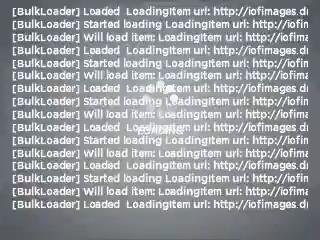 [BulkLoader] Loaded  LoadingItem url: http://iofimages.d
[BulkLoader] Started loading LoadingItem url: http://iofi
[BulkLoader] Will load item: LoadingItem url: http://iofima
[BulkLoader] Loaded  LoadingItem url: http://iofimages.d
[BulkLoader] Started loading LoadingItem url: http://iofi
[BulkLoader] Will load item: LoadingItem url: http://iofima
[BulkLoader] Loaded  LoadingItem url: http://iofimages.d
[BulkLoader] Started loading LoadingItem url: http://iofi
[BulkLoader] Will load item: LoadingItem url: http://iofima
[BulkLoader] Loaded  LoadingItem url: http://iofimages.d
LOADING
[BulkLoader] Started loading LoadingItem url: http://iofi
[BulkLoader] Will load item: LoadingItem url: http://iofima
[BulkLoader] Loaded  LoadingItem url: http://iofimages.d
[BulkLoader] Started loading LoadingItem url: http://iofi
[BulkLoader] Will load item: LoadingItem url: http://iofima
[BulkLoader] Loaded  LoadingItem url: http://iofimages.d